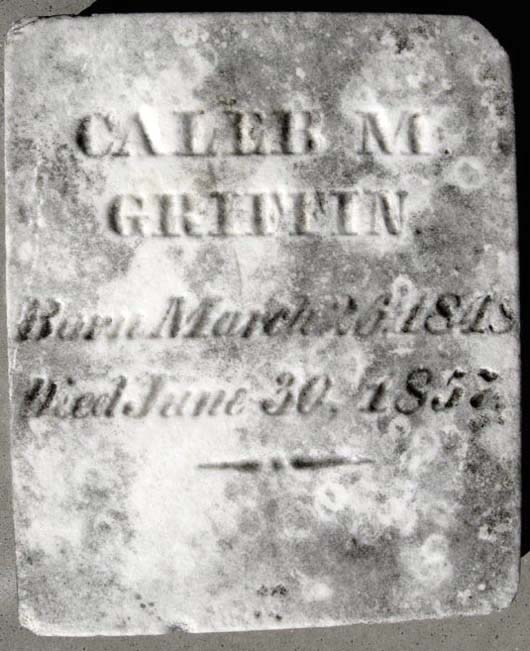 CALEB M.
GRIFFIN.
Born March 26, 1848
Died June 30, 1857.